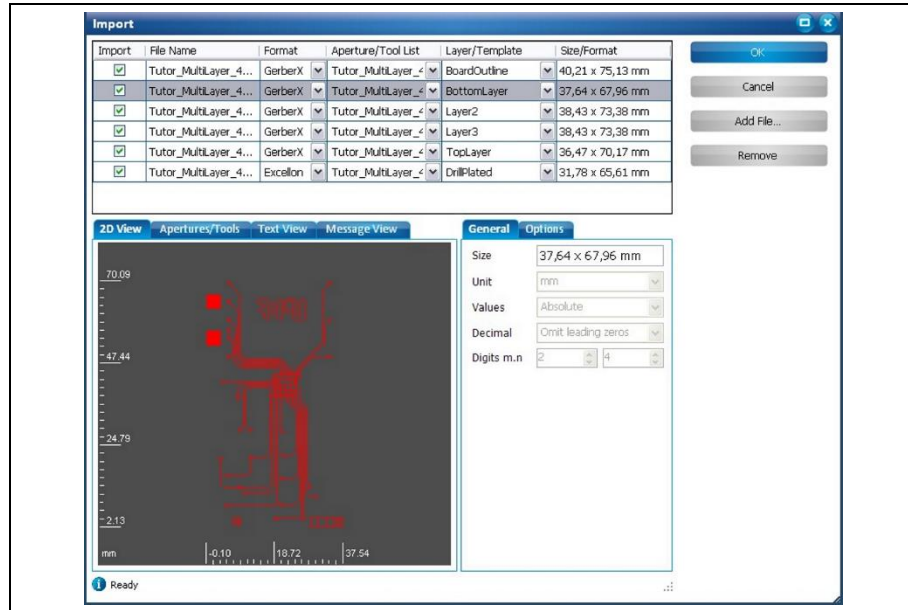 Import
Import File Name Format Aperture/Tool List Layer/Template Size/Format
Tutor_MultiLayer_4... GerberX Tutor_MultiLayer_4 BoardOutline 40,21 x 75,13 mm
Tutor_MultiLayer_4... GerberX Tutor_MultiLayer_4 BottomLayer 37,64 x 67,96 mm
Tutor_MultiLayer_4... GerberX Tutor_MultiLayer_4 Layer2 38,43 x 73,38 mm
Tutor_MultiLayer_4... GerberX Tutor_MultiLayer_4 Layer3 38,43 x 73,38 mm
Tutor_MultiLayer_4... GerberX Tutor_MultiLayer_4 TopLayer 36,47 x 70,17 mm
Tutor_MultiLayer_4... Excellon Tutor_MultiLayer_4 DrillPlated 31,78 x 65,61 mm
OK
Cancel
Add File...
Remove
2D View Apertures/Tools Text View Message View
70.09
47.44
24.79
2.13
mm -0.10 18.72 37.54
General Options
Size 37,64 x 67,96 mm
Unit mm
Values Absolute
Decimal Omit leading zeros
Digits m.n 2 4
Ready